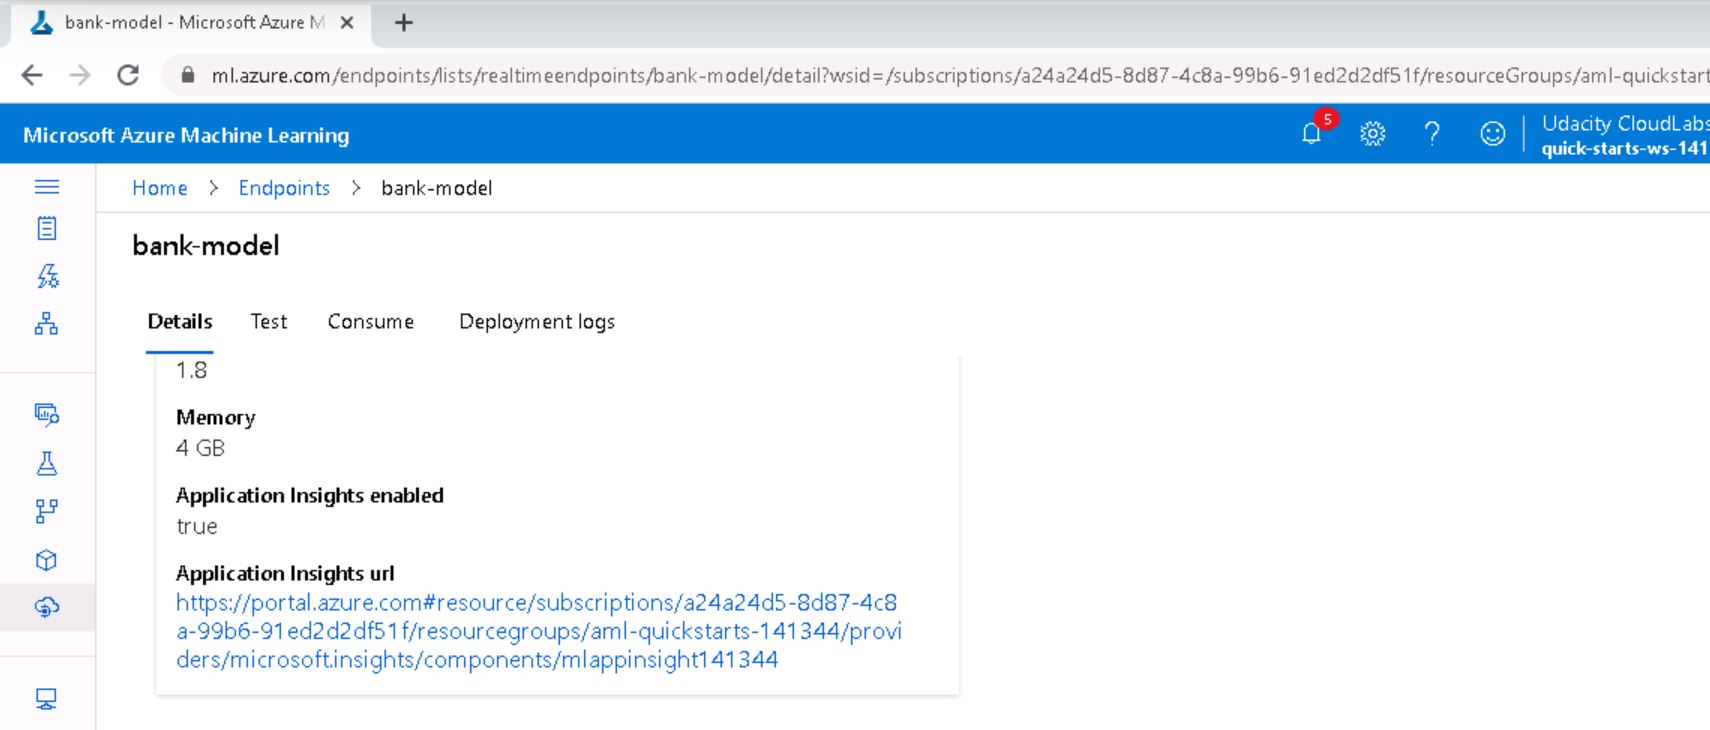 bank-model - Microsoft Azure M
ml.azure.com/endpoints/lists/realtimeendpoints/bank-model/detail?wsid=/subscriptions/a24a24d5-8d87-4c8a-99b6-91ed2d2df51f/resourceGroups/aml-quickstart
Microsoft Azure Machine Learning
5
Udacity CloudLabs
quick-starts-ws-141
Home > Endpoints > bank-model
bank-model
Details Test Consume Deployment logs
1.8
Memory
4 GB
Application Insights enabled
true
Application Insights url
https://portal.azure.com#resource/subscriptions/a24a24d5-8d87-4c8
a-99b6-91ed2d2df51f/resourcegroups/aml-quickstarts-141344/provi
ders/microsoft.insights/components/mlappinsight141344